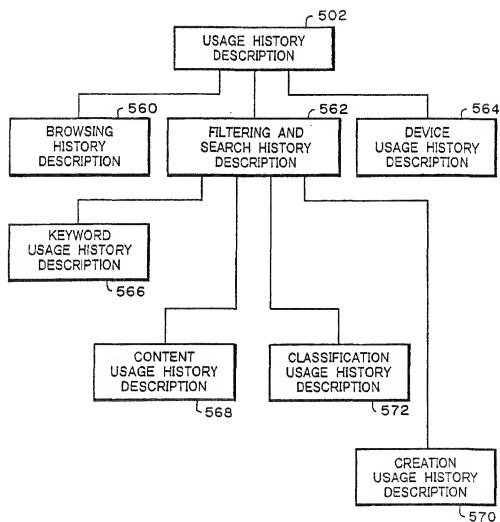 502
USAGE HISTORY
DESCRIPTION
560
BROWSING
HISTORY
DESCRIPTION
562
FILTERING AND
SEARCH HISTORY
DESCRIPTION
564
DEVICE
USAGE HISTORY
DESCRIPTION
KEYWORD
USAGE HISTORY
DESCRIPTION
566
CONTENT
USAGE HISTORY
DESCRIPTION
568
CLASSIFICATION
USAGE HISTORY
DESCRIPTION
572
CREATION
USAGE HISTORY
DESCRIPTION
570